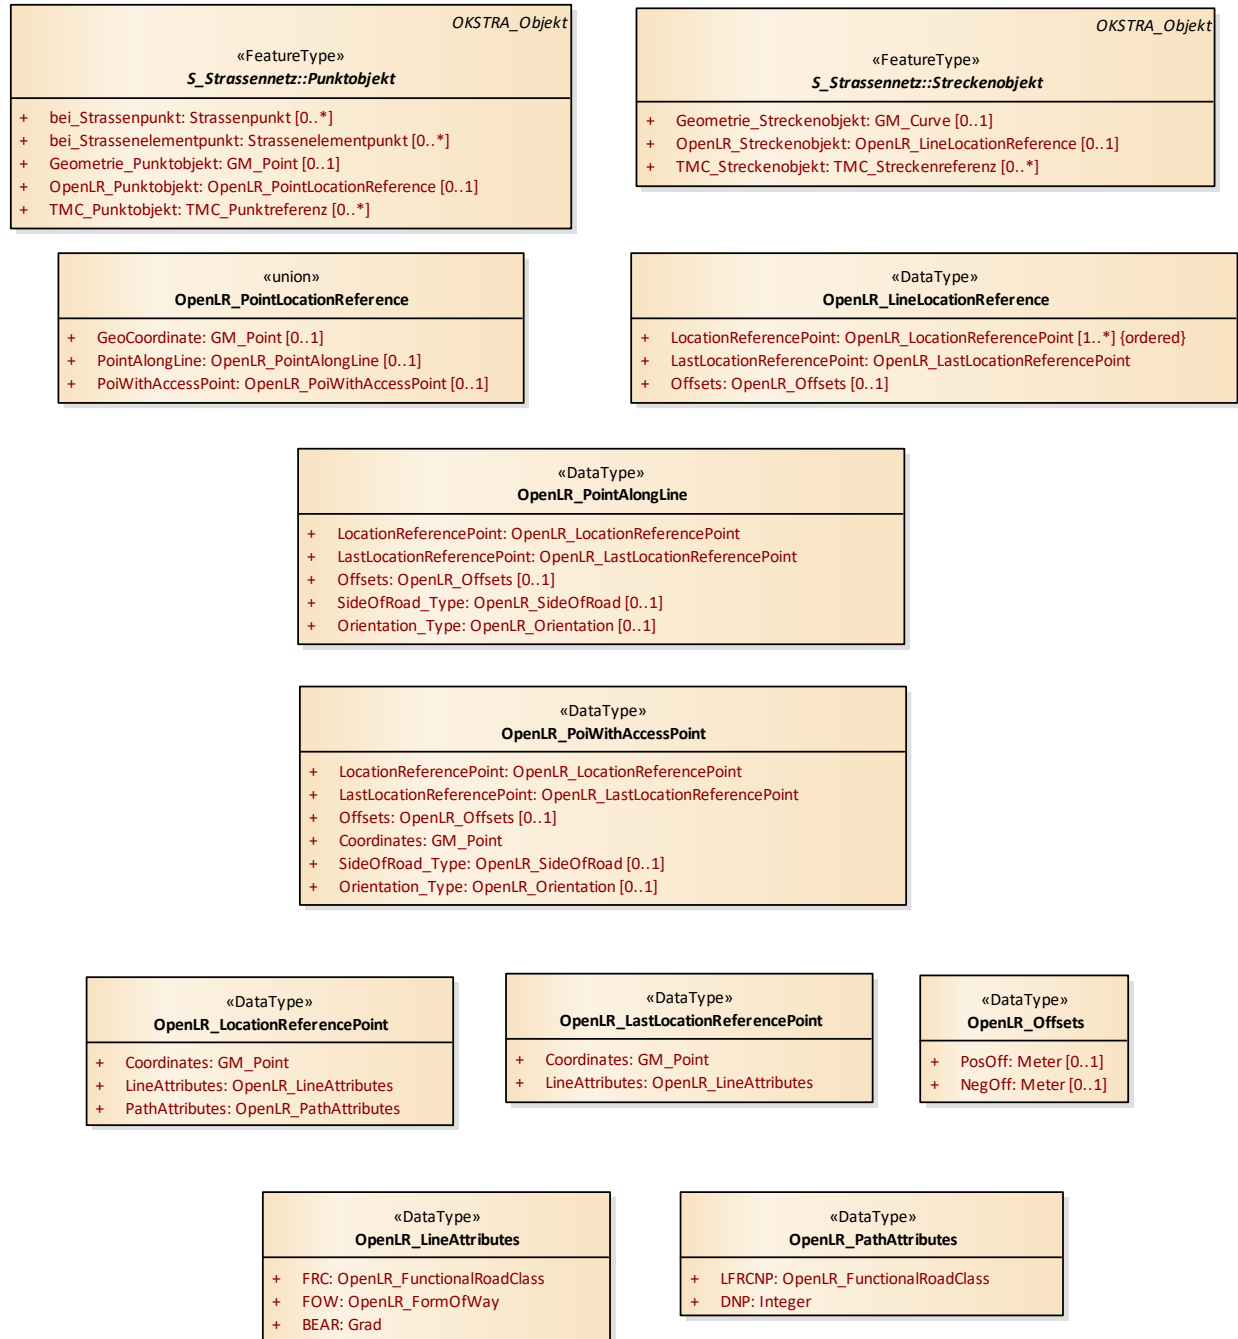 OKSTRA_Objekt
«FeatureType»
S_Strassennetz::Punktobjekt
+ bei_Strassenpunkt: Strassenpunkt [0..*]
+ bei_Strassenelementpunkt: Strassenelementpunkt [0..*]
+ Geometrie_Punktobjekt: GM_Point [0..1]
+ OpenLR_Punktobjekt: OpenLR_PointLocationReference [0..1]
+ TMC_Punktobjekt: TMC_Punktreferenz [0..*]
OKSTRA_Objekt
«FeatureType»
S_Strassennetz::Streckenobjekt
+ Geometrie_Streckenobjekt: GM_Curve [0..1]
+ OpenLR_Streckenobjekt: OpenLR_LineLocationReference [0..1]
+ TMC_Streckenobjekt: TMC_Streckenreferenz [0..*]
«union»
OpenLR_PointLocationReference
+ GeoCoordinate: GM_Point [0..1]
+ PointAlongLine: OpenLR_PointAlongLine [0..1]
+ PoiWithAccessPoint: OpenLR_PoiWithAccessPoint [0..1]
«DataType»
OpenLR_LineLocationReference
+ LocationReferencePoint: OpenLR_LocationReferencePoint [1..*] {ordered}
+ LastLocationReferencePoint: OpenLR_LastLocationReferencePoint
+ Offsets: OpenLR_Offsets [0..1]
«DataType»
OpenLR_PointAlongLine
+ LocationReferencePoint: OpenLR_LocationReferencePoint
+ LastLocationReferencePoint: OpenLR_LastLocationReferencePoint
+ Offsets: OpenLR_Offsets [0..1]
+ SideOfRoad_Type: OpenLR_SideOfRoad [0..1]
+ Orientation_Type: OpenLR_Orientation [0..1]
«DataType»
OpenLR_PoiWithAccessPoint
+ LocationReferencePoint: OpenLR_LocationReferencePoint
+ LastLocationReferencePoint: OpenLR_LastLocationReferencePoint
+ Offsets: OpenLR_Offsets [0..1]
+ Coordinates: GM_Point
+ SideOfRoad_Type: OpenLR_SideOfRoad [0..1]
+ Orientation_Type: OpenLR_Orientation [0..1]
«DataType»
OpenLR_LocationReferencePoint
+ Coordinates: GM_Point
+ LineAttributes: OpenLR_LineAttributes
+ PathAttributes: OpenLR_PathAttributes
«DataType»
OpenLR_LastLocationReferencePoint
+ Coordinates: GM_Point
+ LineAttributes: OpenLR_LineAttributes
«DataType»
OpenLR_Offsets
+ PosOff: Meter [0..1]
+ NegOff: Meter [0..1]
«DataType»
OpenLR_LineAttributes
+ FRC: OpenLR_FunctionalRoadClass
+ FOW: OpenLR_FormOfWay
+ BEAR: Grad
«DataType»
OpenLR_PathAttributes
+ LFRCNP: OpenLR_FunctionalRoadClass
+ DNP: Integer